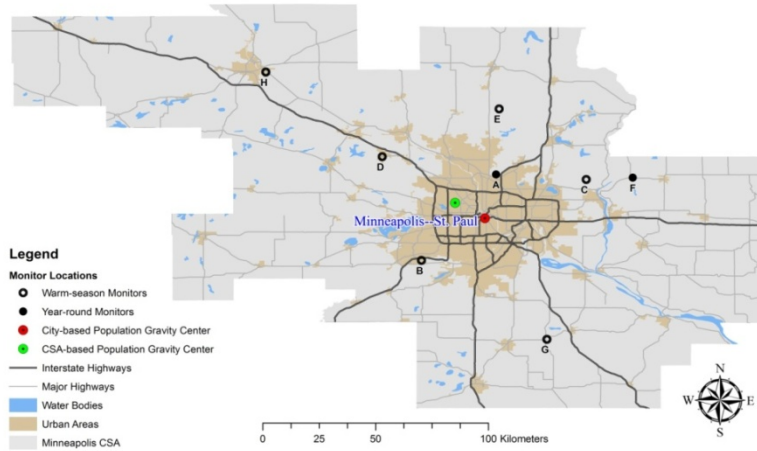 H
E
D
A
C
F
Minneapolis--St. Paul
B
G
Legend
Monitor Locations
Warm-season Monitors
Year-round Monitors
City-based Population Gravity Center
CSA-based Population Gravity Center
Interstate Highways
Major Highways
Water Bodies
Urban Areas
Minneapolis CSA
0 50 100 Kilometers
N
W E
S